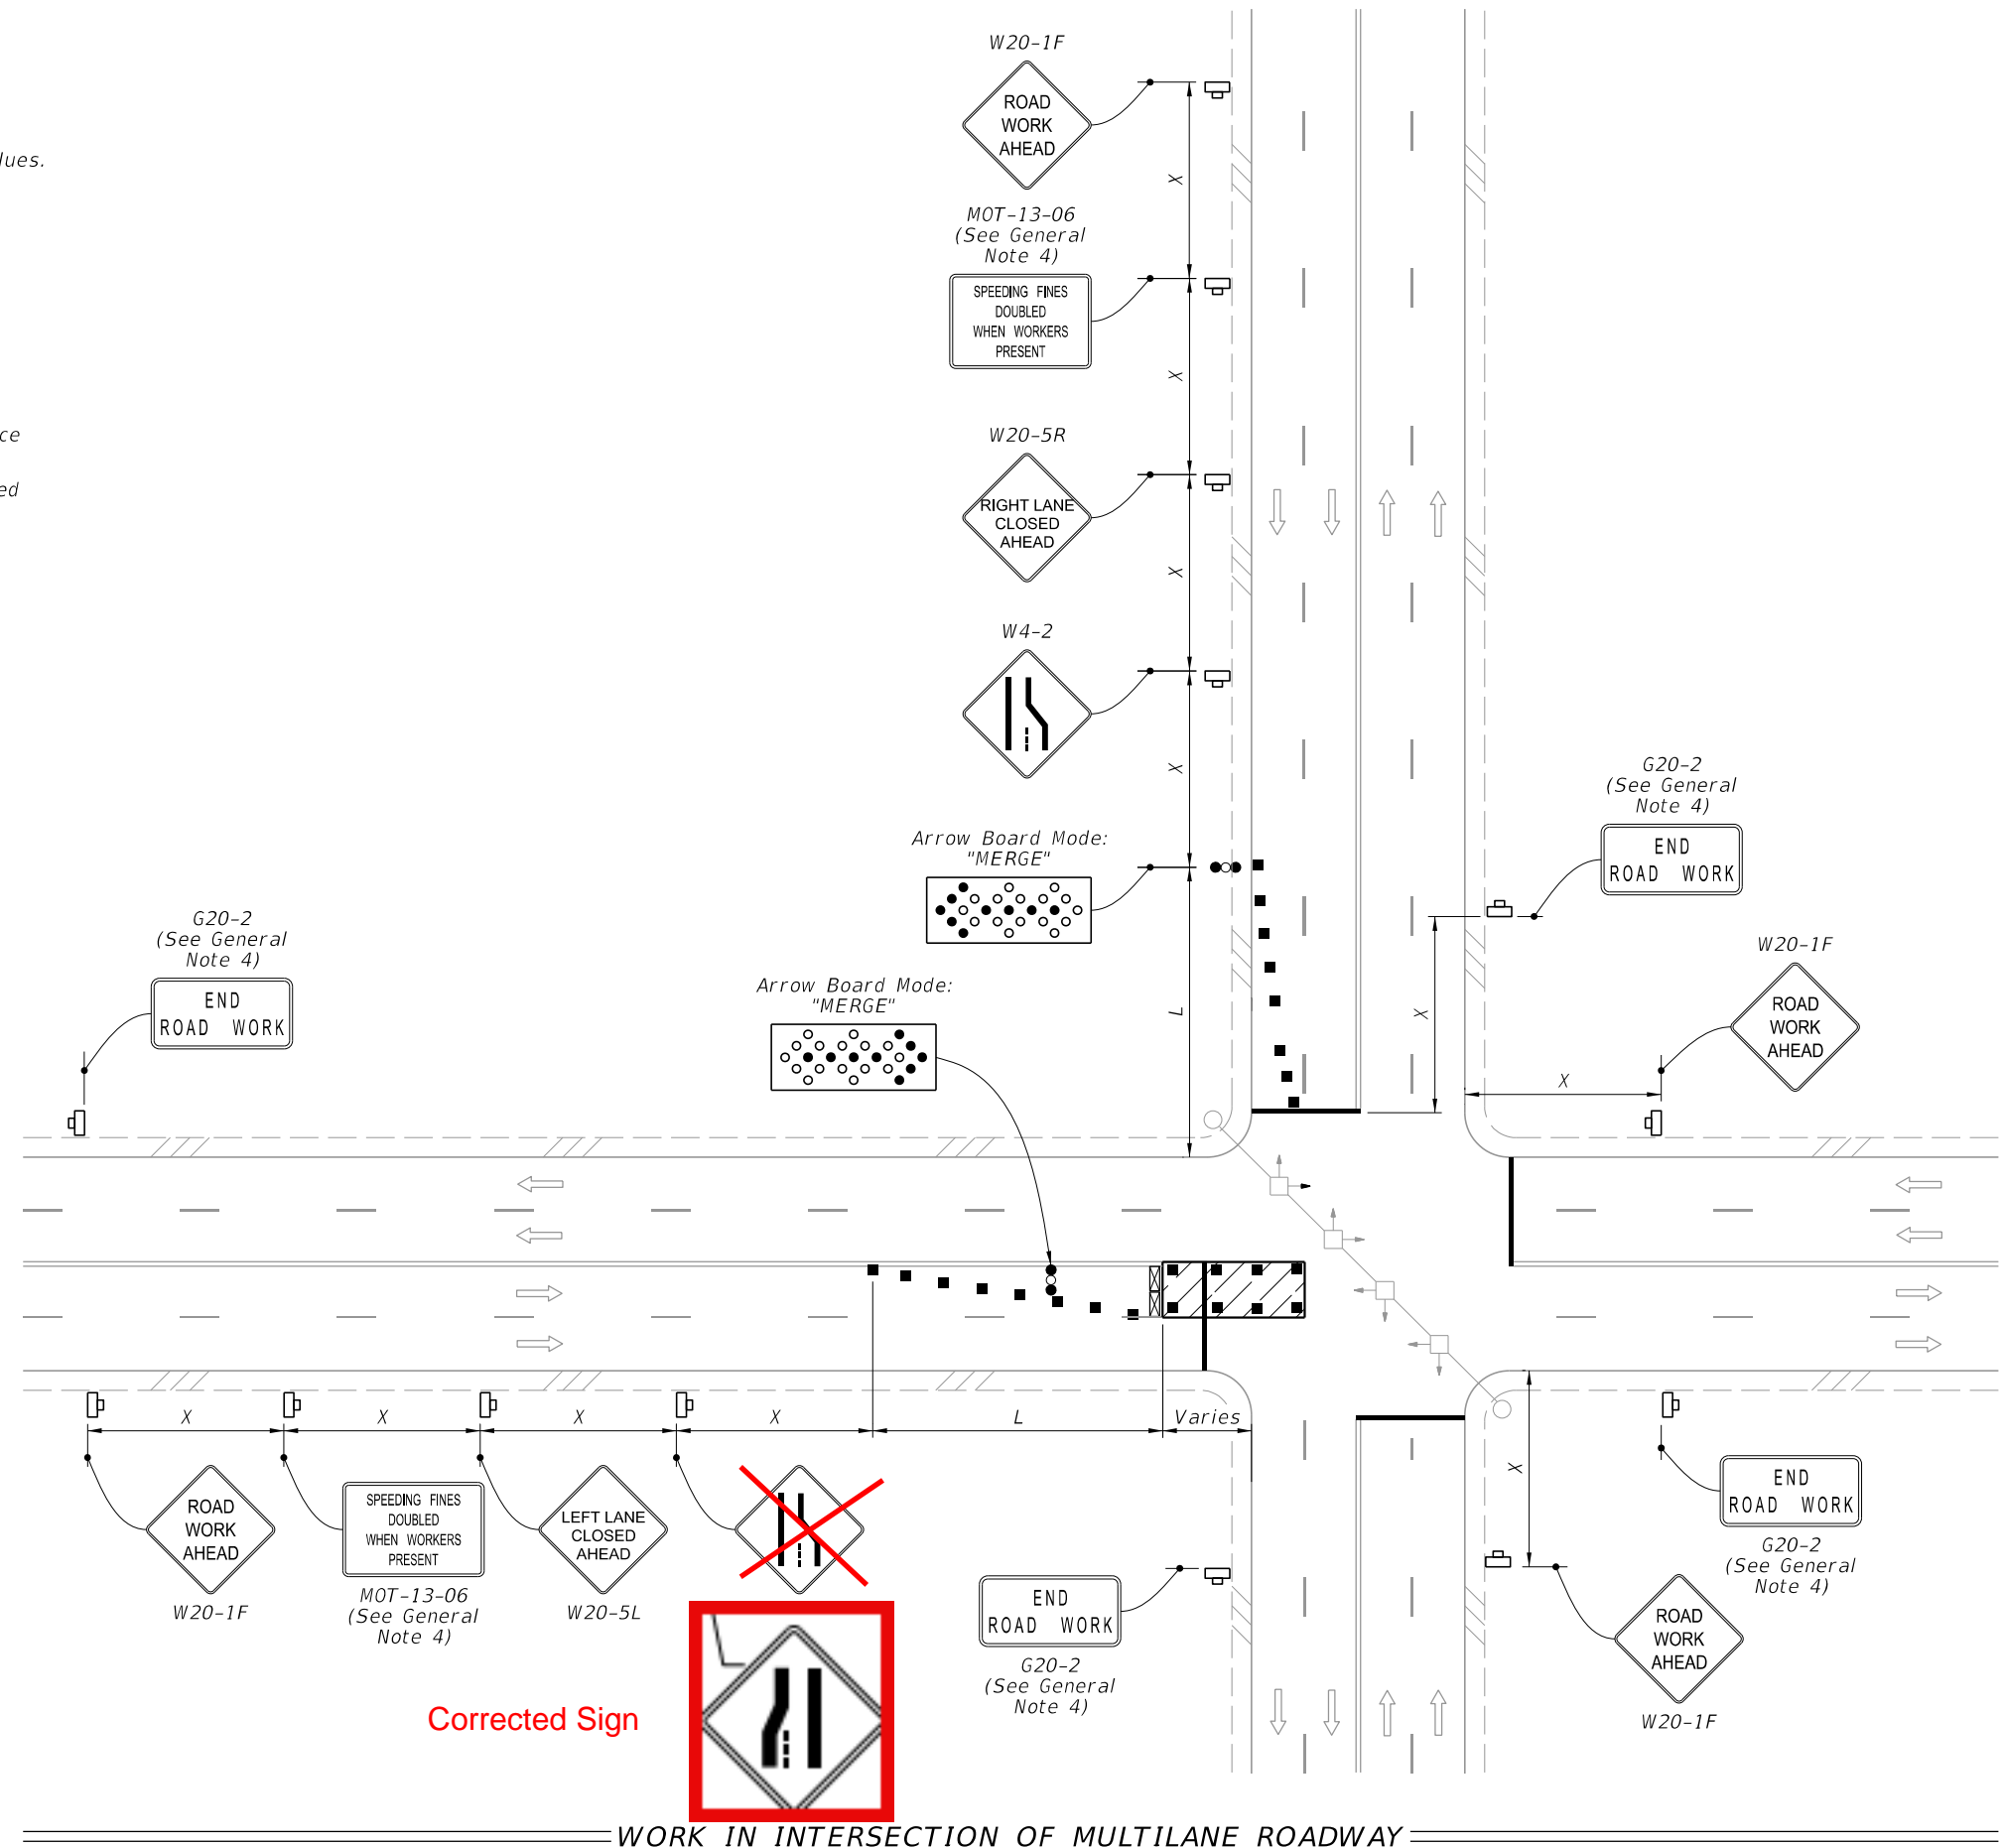 W20-1F
ROAD
WORK
AHEAD
lues.
MOT-13-06
(See General
Note 4)
SPEEDING FINES
DOUBLED
WHEN WORKERS
PRESENT
X
X
ce
ed
W20-5R
RIGHT LANE
CLOSED
AHEAD
X
W4-2
X
Arrow Board Mode:
"MERGE"
L
G20-2
(See General
Note 4)
END
ROAD WORK
X
W20-1F
ROAD
WORK
AHEAD
X
G20-2
(See General
Note 4)
END
ROAD WORK
Arrow Board Mode:
"MERGE"
X
X
X
X
L
Varies
ROAD
WORK
AHEAD
W20-1F
SPEEDING FINES
DOUBLED
WHEN WORKERS
PRESENT
MOT-13-06
(See General
Note 4)
LEFT LANE
CLOSED
AHEAD
W20-5L
Corrected Sign
END
ROAD WORK
G20-2
(See General
Note 4)
X
END
ROAD WORK
G20-2
(See General
Note 4)
ROAD
WORK
AHEAD
W20-1F
WORK IN INTERSECTION OF MULTILANE ROADWAY